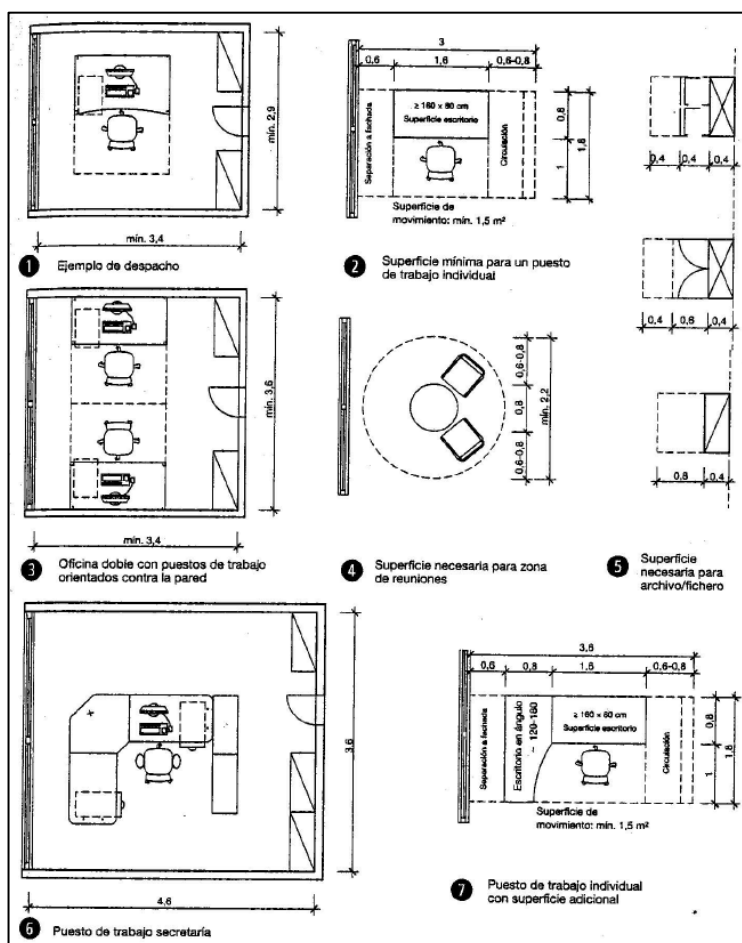 mín. 2,9
mín. 3,4
1 Ejemplo de despacho
3
0,6 1,6 0,6-0,8
Separación a fachada
≥ 160 x 80 cm
Superficie escritorio
Circulación
0,8
1
1,8
Superficie de
movimiento: mín. 1,5 m²
2 Superficie mínima para un puesto
de trabajo individual
0,4 0,4 0,4
0,4 0,6 0,4
0,8 0,4
5 Superficie
necesaria para
archivo/fichero
mín. 3,6
mín. 3,4
3 Oficina doble con puestos de trabajo
orientados contra la pared
0,6-0,8
0,8
0,6-0,8
mín. 2,2
4 Superficie necesaria para zona
de reuniones
3,6
4,6
6 Puesto de trabajo secretaría
3,6
0,6 0,8 1,6 0,6-0,8
Separación a fachada
Escritorio en ángulo
120-160
≥ 160 x 80 cm
Superficie escritorio
Circulación
0,8
1
1,8
Superficie de
movimiento: mín. 1,5 m²
7 Puesto de trabajo individual
con superficie adicional